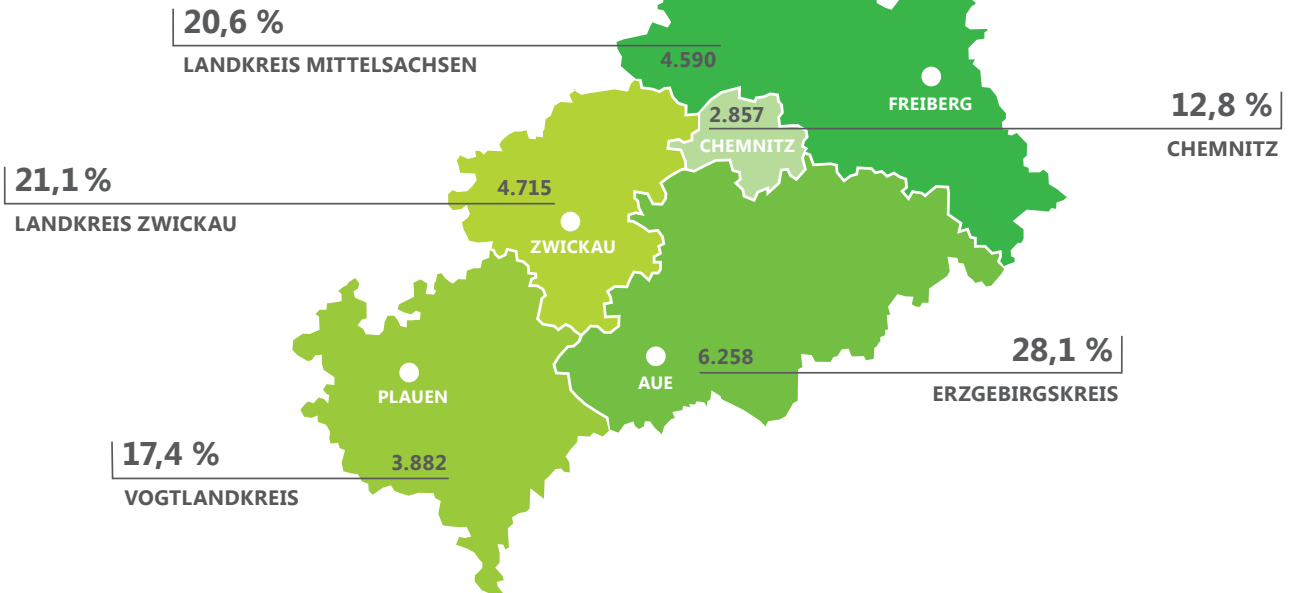 20,6 %
LANDKREIS MITTELSACHSEN
4.590
FREIBERG
12,8 %
2.857
CHEMNITZ
CHEMNITZ
21,1 %
4.715
LANDKREIS ZWICKAU
ZWICKAU
28,1 %
6.258
AUE
ERZGEBIRGSKREIS
PLAUEN
17,4 %
3.882
VOGTLANDKREIS